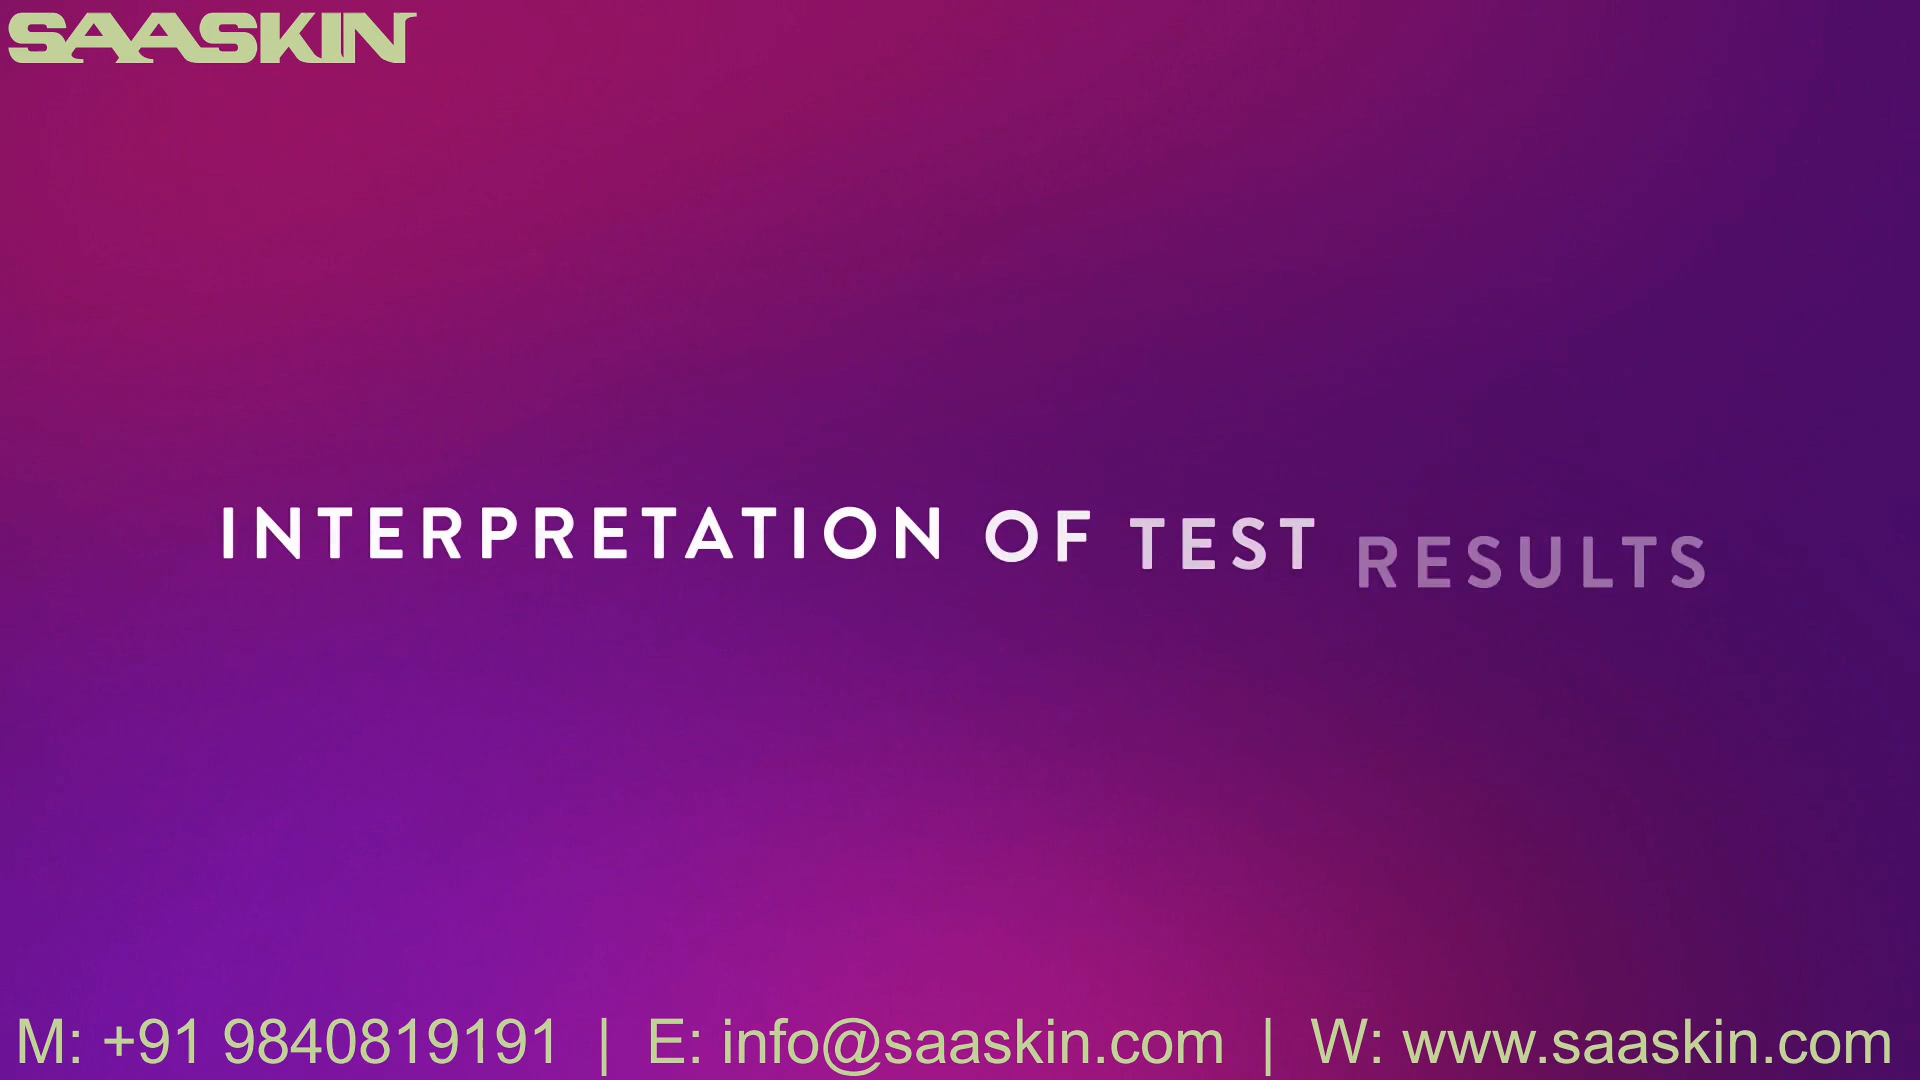 SAASKIN
INTERPRETATION OF TEST RESULTS
M: +91 9840819191 | E: info@saaskin.com | W: www.saaskin.com